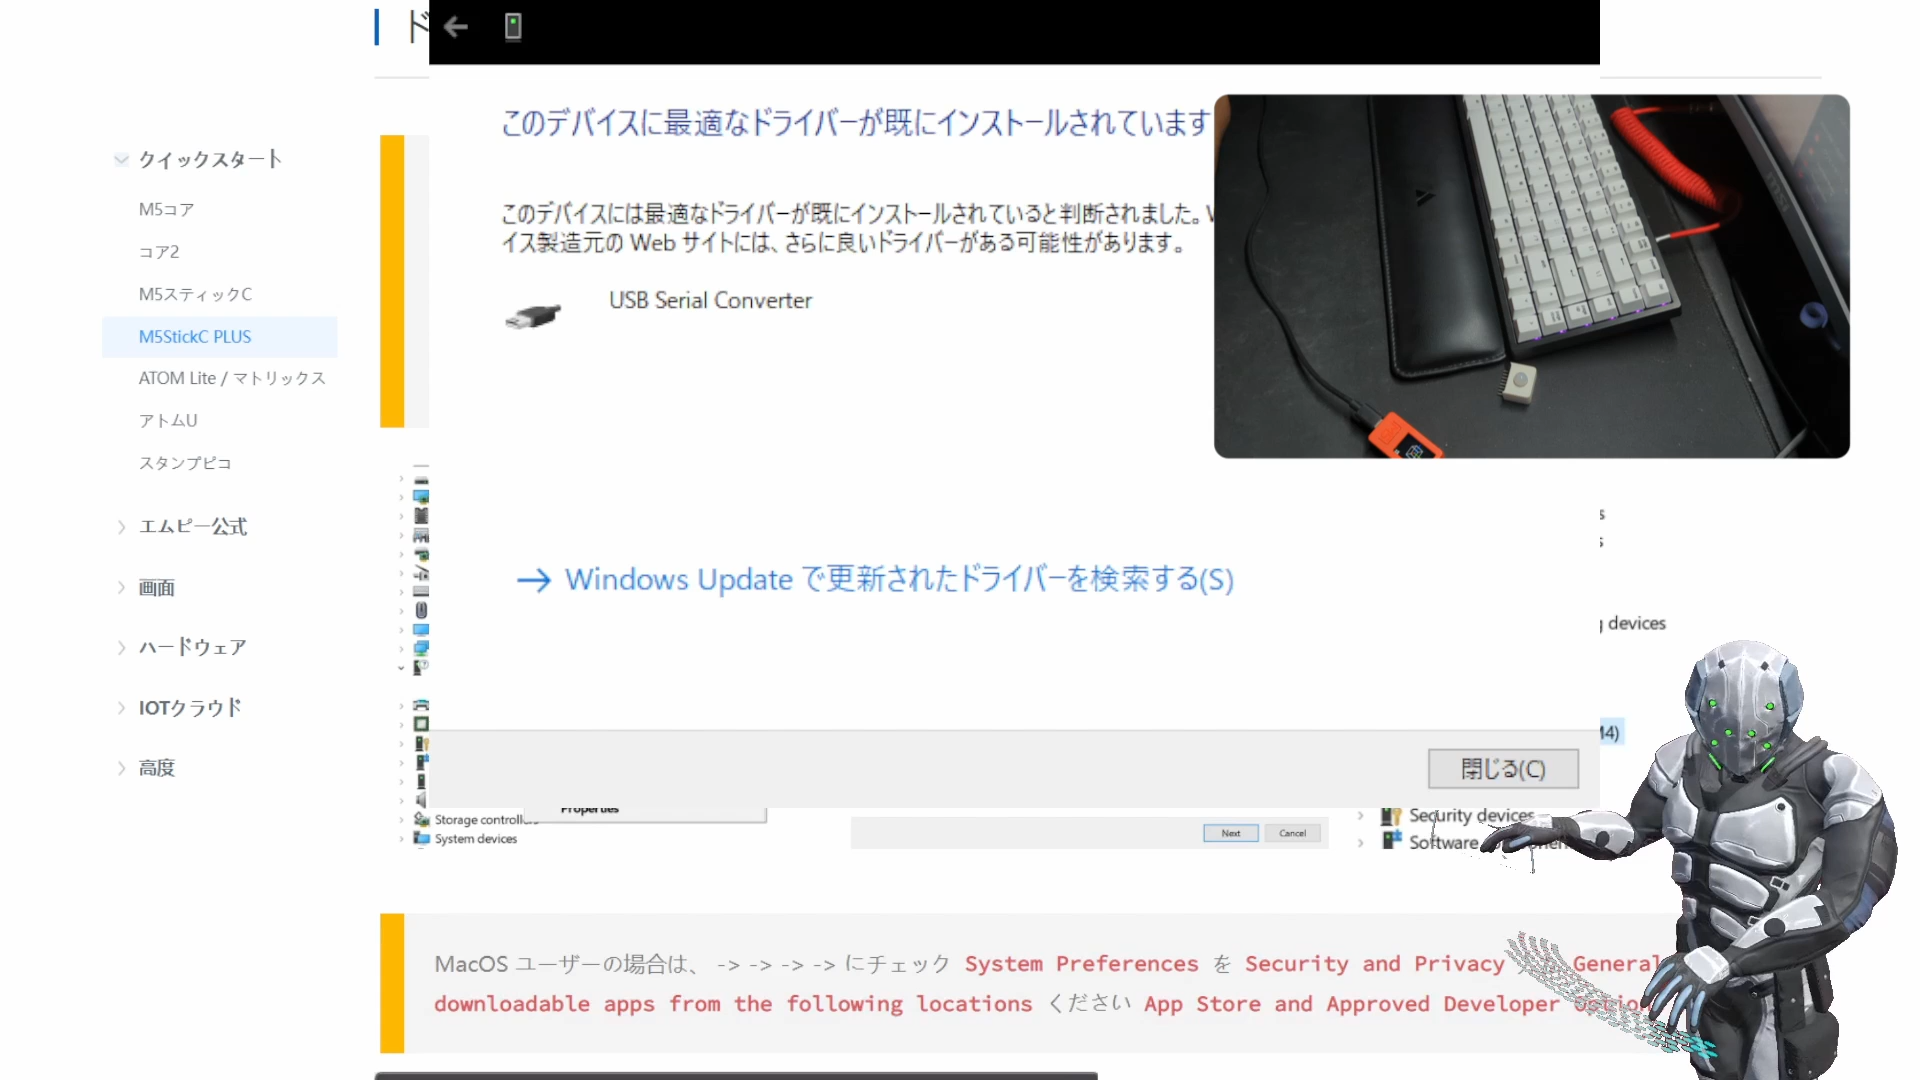 ド
このデバイスに最適なドライバーが既にインストールされています
このデバイスには最適なドライバーが既にインストールされていると判断されました。
イス製造元の Web サイトには、さらに良いドライバーがある可能性があります。
USB Serial Converter
Windows Update で更新されたドライバーを検索する(S)
閉じる(C)
クイックスタート
M5コア
コア2
M5スティックC
M5StickC PLUS
ATOM Lite / マトリックス
アトムU
スタンプピコ
エムピー公式
画面
ハードウェア
IOTクラウド
高度
devices
Properties
Storage
System devices
Next
Cancel
Security devices
Software
MacOS ユーザーの場合は、 -> -> -> -> にチェック System Preferences を Security and Privacy General
downloadable apps from the following locations ください App Store and Approved Developer